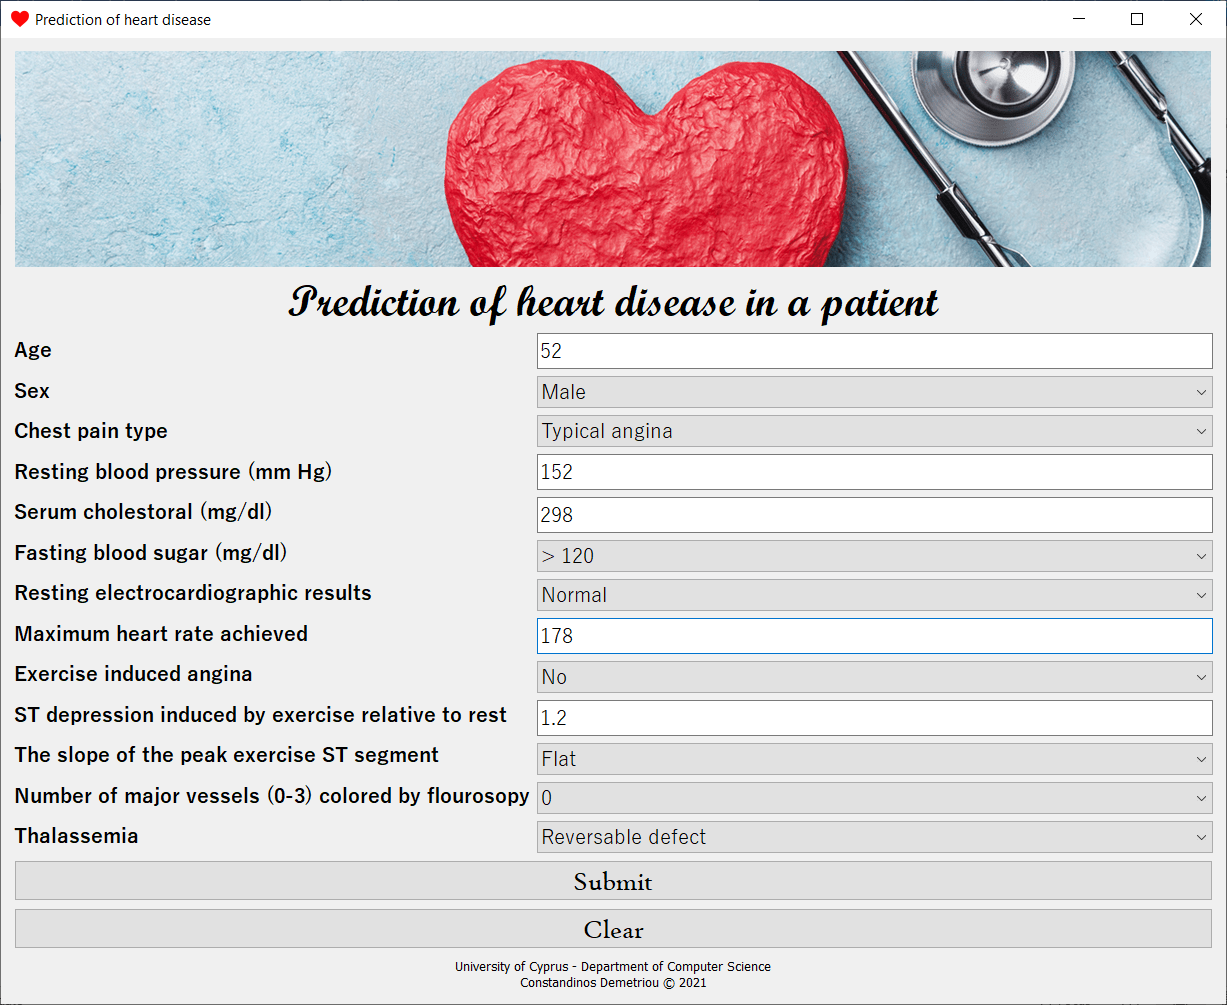 Prediction of heart disease
Prediction of heart disease in a patient
Age 52
Sex Male
Chest pain type Typical angina
Resting blood pressure (mm Hg) 152
Serum cholestoral (mg/dl) 298
Fasting blood sugar (mg/dl) > 120
Resting electrocardiographic results Normal
Maximum heart rate achieved 178
Exercise induced angina No
ST depression induced by exercise relative to rest 1.2
The slope of the peak exercise ST segment Flat
Number of major vessels (0-3) colored by flourosopy 0
Thalassemia Reversable defect
Submit
Clear
University of Cyprus - Department of Computer Science
Constandinos Demetriou © 2021